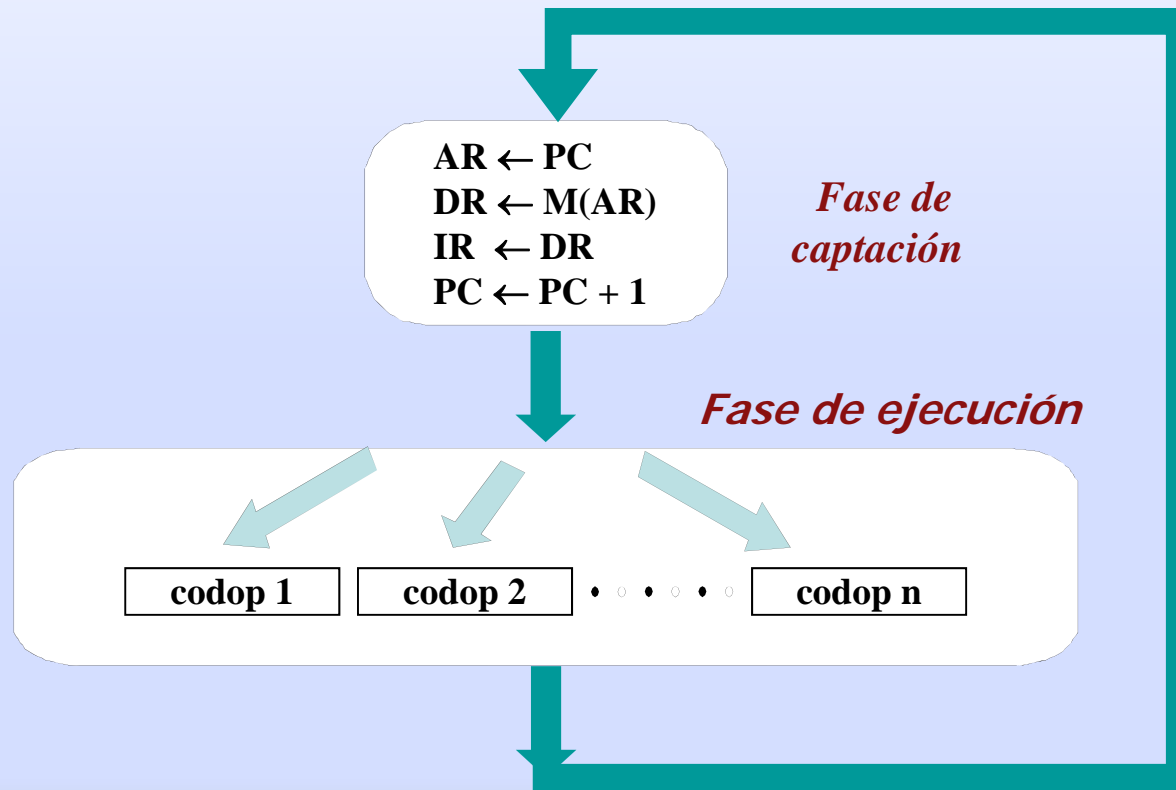 AR ← PC
DR ← M(AR)
IR ← DR
PC ← PC + 1
Fase de
captación
Fase de ejecución
codop 1 codop 2 codop n